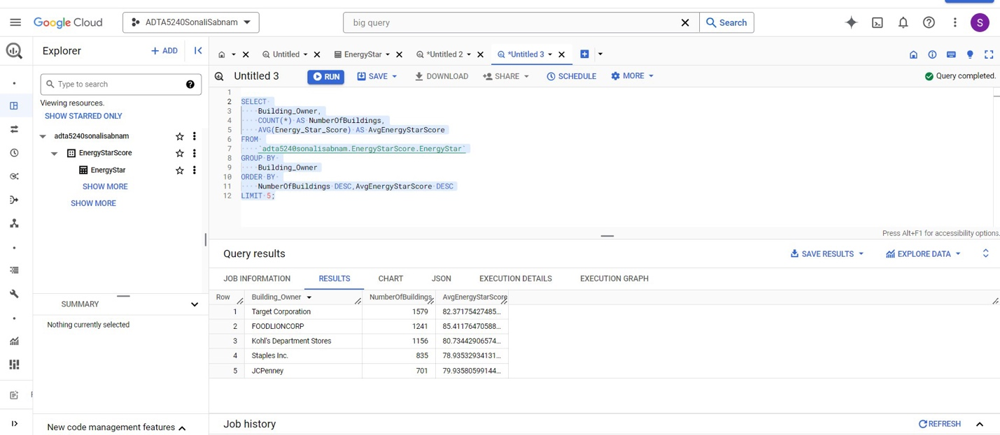 Google Cloud
ADTA5240SonaliSabnam
big query
Search
S
Explorer
+ ADD
Untitled
EnergyStar
*Untitled 2
*Untitled 3
Type to search
Viewing resources.
SHOW STARRED ONLY
adta5240sonalisabnam
EnergyStarScore
EnergyStar
SHOW MORE
SHOW MORE
SUMMARY
Nothing currently selected
New code management features
Untitled 3
RUN
SAVE
DOWNLOAD
SHARE
SCHEDULE
MORE
Query completed.
1
2 SELECT
3 Building_Owner,
4 COUNT(*) AS NumberOfBuildings,
5 AVG(Energy_Star_Score) AS AvgEnergyStarScore
6 FROM
7 `adta5240sonalisabnam.EnergyStarScore.EnergyStar`
8 GROUP BY
9 Building_Owner
10 ORDER BY
11 NumberOfBuildings DESC,AvgEnergyStarScore DESC
12 LIMIT 5;
Press Alt+F1 for accessibility options.
Query results
SAVE RESULTS
EXPLORE DATA
JOB INFORMATION
RESULTS
CHART
JSON
EXECUTION DETAILS
EXECUTION GRAPH
Row Building_Owner NumberOfBuildings AvgEnergyStarScore
1 Target Corporation 1579 82.37175427485...
2 FOODLIONCORP 1241 85.41176470588...
3 Kohl's Department Stores 1156 80.73442906574...
4 Staples Inc. 835 78.93532934131...
5 JCPenney 701 79.93580599144...
Job history
REFRESH